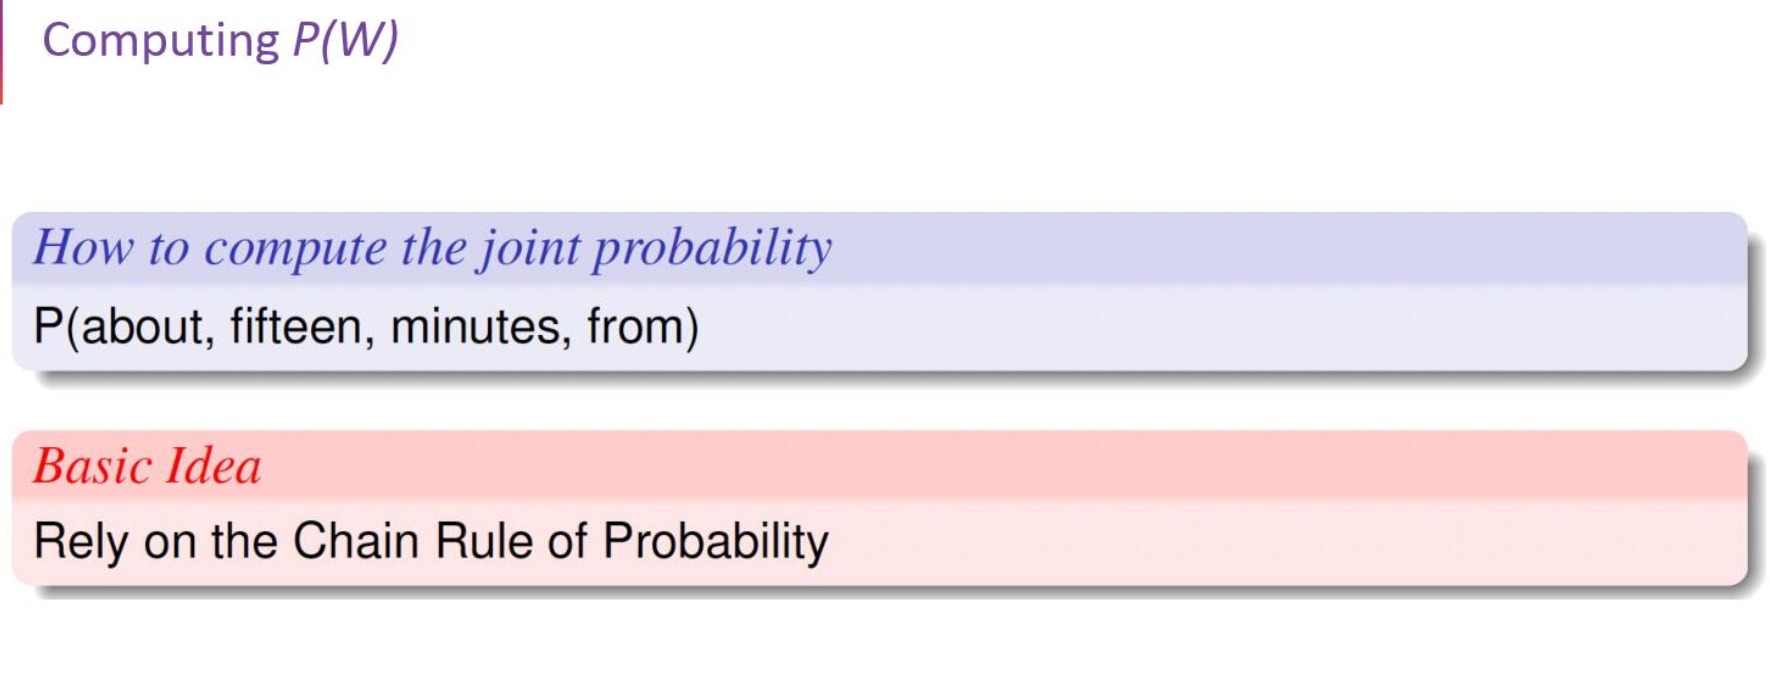 Computing P(W)
How to compute the joint probability
P(about, fifteen, minutes, from)
Basic Idea
Rely on the Chain Rule of Probability